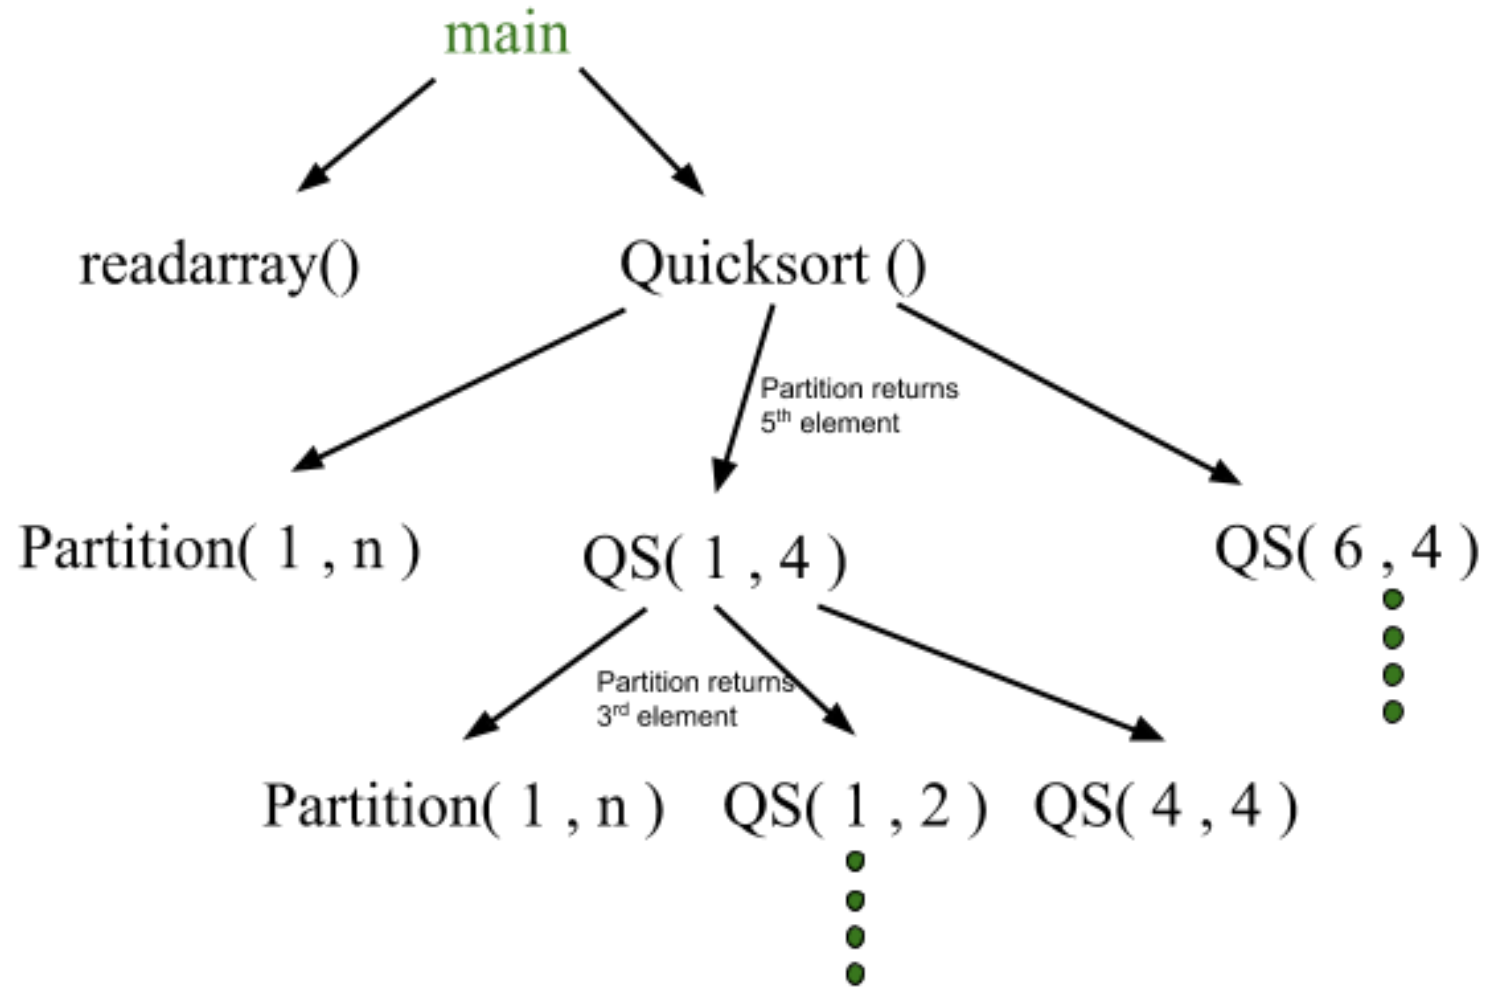 main
readarray()
Quicksort ()
Partition returns
5th element
Partition( 1 , n )
QS( 1 , 4 )
QS( 6 , 4 )
Partition returns
3rd element
Partition( 1 , n )
QS( 1 , 2 )
QS( 4 , 4 )